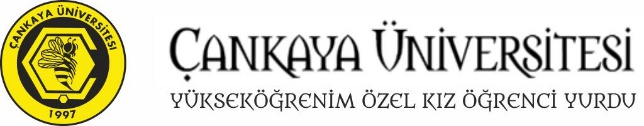 ÇANKAYA ÜNİVERSİTESİ
1997
ÇANKAYA ÜNİVERSİTESİ
YÜKSEKÖĞRENİM ÖZEL KIZ ÖĞRENCİ YURDU